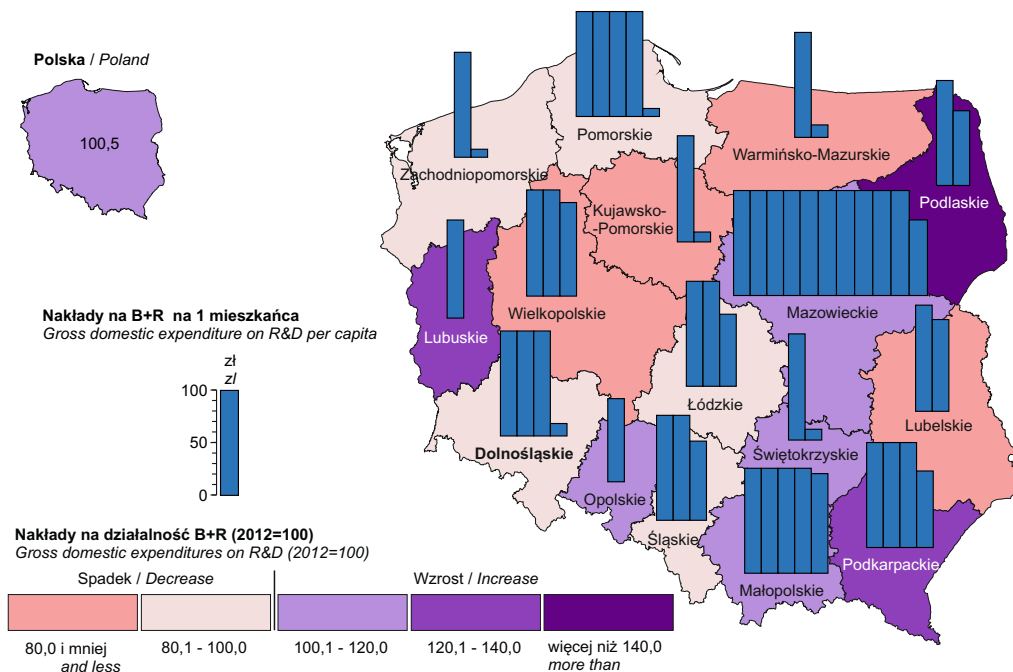 Polska / Poland
100,5
Pomorskie
Warmińsko-Mazurskie
Zachodniopomorskie
Podlaskie
Kujawsko-
-Pomorskie
Nakłady na B+R na 1 mieszkańca
Gross domestic expenditure on R&D per capita
Wielkopolskie
Mazowieckie
Lubuskie
zł
zl
100
50
0
Łódzkie
Lubelskie
Dolnośląskie
Świętokrzyskie
Opolskie
Śląskie
Podkarpackie
Małopolskie
Nakłady na działalność B+R (2012=100)
Gross domestic expenditures on R&D (2012=100)
Spadek / Decrease
Wzrost / Increase
80,0 i mniej
and less
80,1 - 100,0
100,1 - 120,0
120,1 - 140,0
więcej niż 140,0
more than